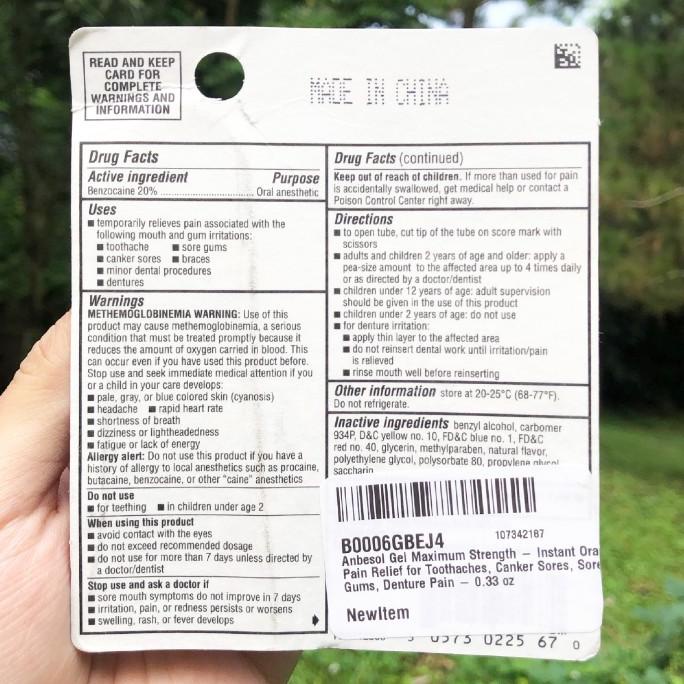 READ AND KEEP
CARD FOR
COMPLETE
WARNINGS AND
INFORMATION
MADE IN CHINA
Drug Facts
Active ingredient Purpose
Benzocaine 20% ........................ Oral anesthetic
Uses
■ temporarily relieves pain associated with the
following mouth and gum irritations:
■ toothache ■ sore gums
■ canker sores ■ braces
■ minor dental procedures
■ dentures
Warnings
METHEMOGLOBINEMIA WARNING: Use of this
product may cause methemoglobinemia, a serious
condition that must be treated promptly because it
reduces the amount of oxygen carried in blood. This
can occur even if you have used this product before.
Stop use and seek immediate medical attention if you
or a child in your care develops:
■ pale, gray, or blue colored skin (cyanosis)
■ headache ■ rapid heart rate
■ shortness of breath
■ dizziness or lightheadedness
■ fatigue or lack of energy
Allergy alert: Do not use this product if you have a
history of allergy to local anesthetics such as procaine,
butacaine, benzocaine, or other "caine" anesthetics
Do not use
■ for teething ■ in children under age 2
When using this product
■ avoid contact with the eyes
■ do not exceed recommended dosage
■ do not use for more than 7 days unless directed by
a doctor/dentist
Stop use and ask a doctor if
■ sore mouth symptoms do not improve in 7 days
■ irritation, pain, or redness persists or worsens
■ swelling, rash, or fever develops
Drug Facts (continued)
Keep out of reach of children. If more than used for pain
is accidentally swallowed, get medical help or contact a
Poison Control Center right away.
Directions
■ to open tube, cut tip of the tube on score mark with
scissors
■ adults and children 2 years of age and older: apply a
pea-size amount to the affected area up to 4 times daily
or as directed by a doctor/dentist
■ children under 12 years of age: adult supervision
should be given in the use of this product
■ children under 2 years of age: do not use
■ for denture irritation:
■ apply thin layer to the affected area
■ do not reinsert dental work until irritation/pain
is relieved
■ rinse mouth well before reinserting
Other information store at 20-25°C (68-77°F).
Do not refrigerate.
Inactive ingredients benzyl alcohol, carbomer
934P, D&C yellow no. 10, FD&C blue no. 1, FD&C
red no. 40, glycerin, methylparaben, natural flavor,
polyethylene glycol, polysorbate 80, propylene glycol
saccharin
B0006GBEJ4 107342187
Anbesol Gel Maximum Strength – Instant Ora
Pain Relief for Toothaches, Canker Sores, Sore
Gums, Denture Pain – 0.33 oz
NewItem
0573 0225 67 0